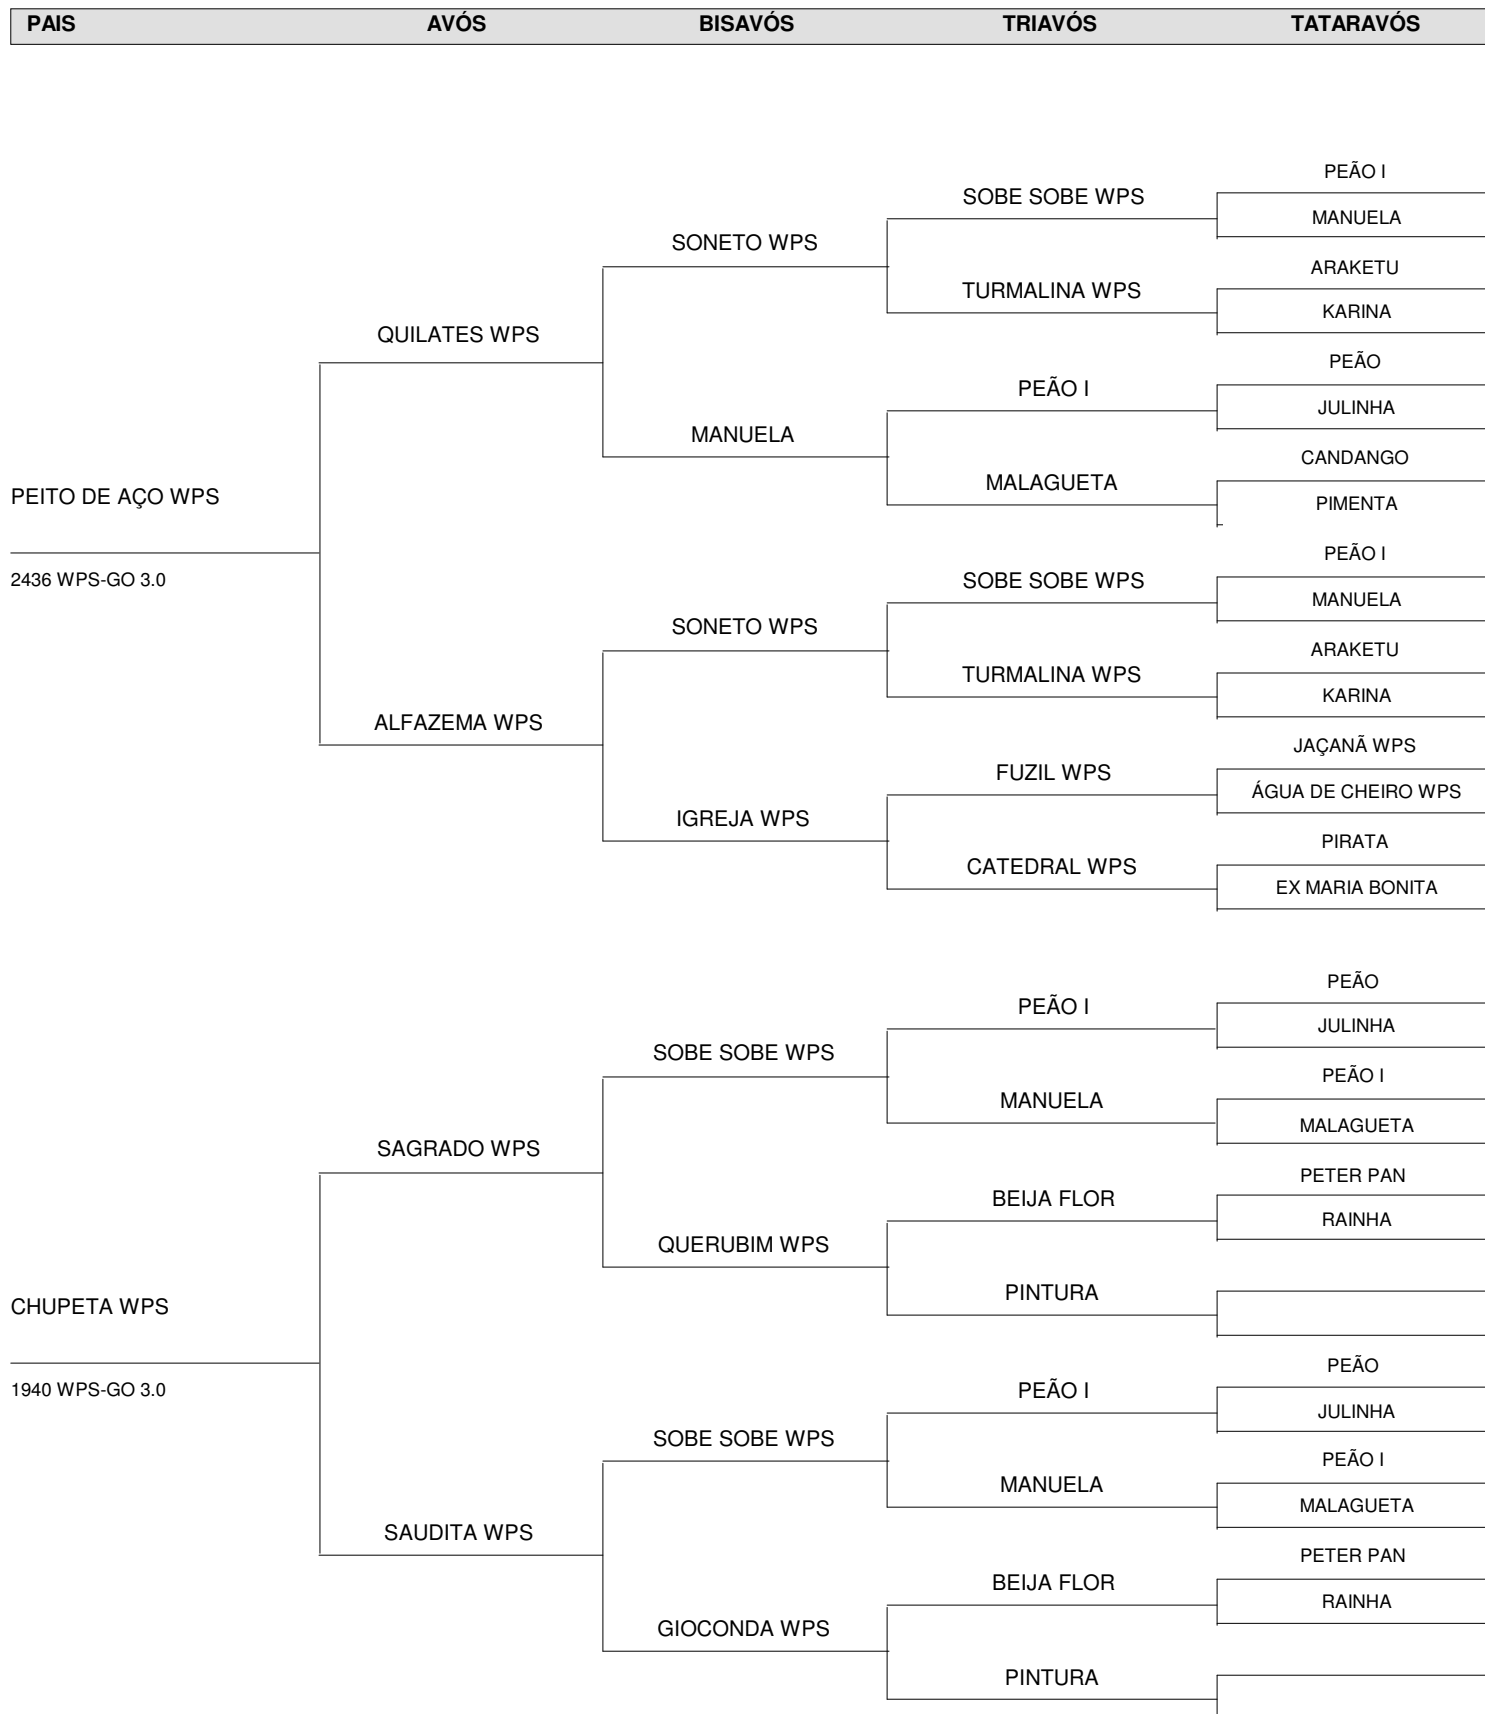 PAIS AVÓS BISAVÓS TRIAVÓS TATARAVÓS
PEÃO I
SOBE SOBE WPS
MANUELA
SONETO WPS
ARAKETU
TURMALINA WPS
KARINA
QUILATES WPS
PEÃO
PEÃO I
JULINHA
MANUELA
CANDANGO
MALAGUETA
PIMENTA
PEITO DE AÇO WPS
2436 WPS-GO 3.0
PEÃO I
SOBE SOBE WPS
MANUELA
SONETO WPS
ARAKETU
TURMALINA WPS
KARINA
ALFAZEMA WPS
JAÇANÃ WPS
FUZIL WPS
ÁGUA DE CHEIRO WPS
IGREJA WPS
PIRATA
CATEDRAL WPS
EX MARIA BONITA
PEÃO
PEÃO I
JULINHA
SOBE SOBE WPS
PEÃO I
MANUELA
MALAGUETA
SAGRADO WPS
PETER PAN
BEIJA FLOR
RAINHA
QUERUBIM WPS
PINTURA
CHUPETA WPS
1940 WPS-GO 3.0
PEÃO
PEÃO I
JULINHA
SOBE SOBE WPS
PEÃO I
MANUELA
MALAGUETA
SAUDITA WPS
PETER PAN
BEIJA FLOR
RAINHA
GIOCONDA WPS
PINTURA